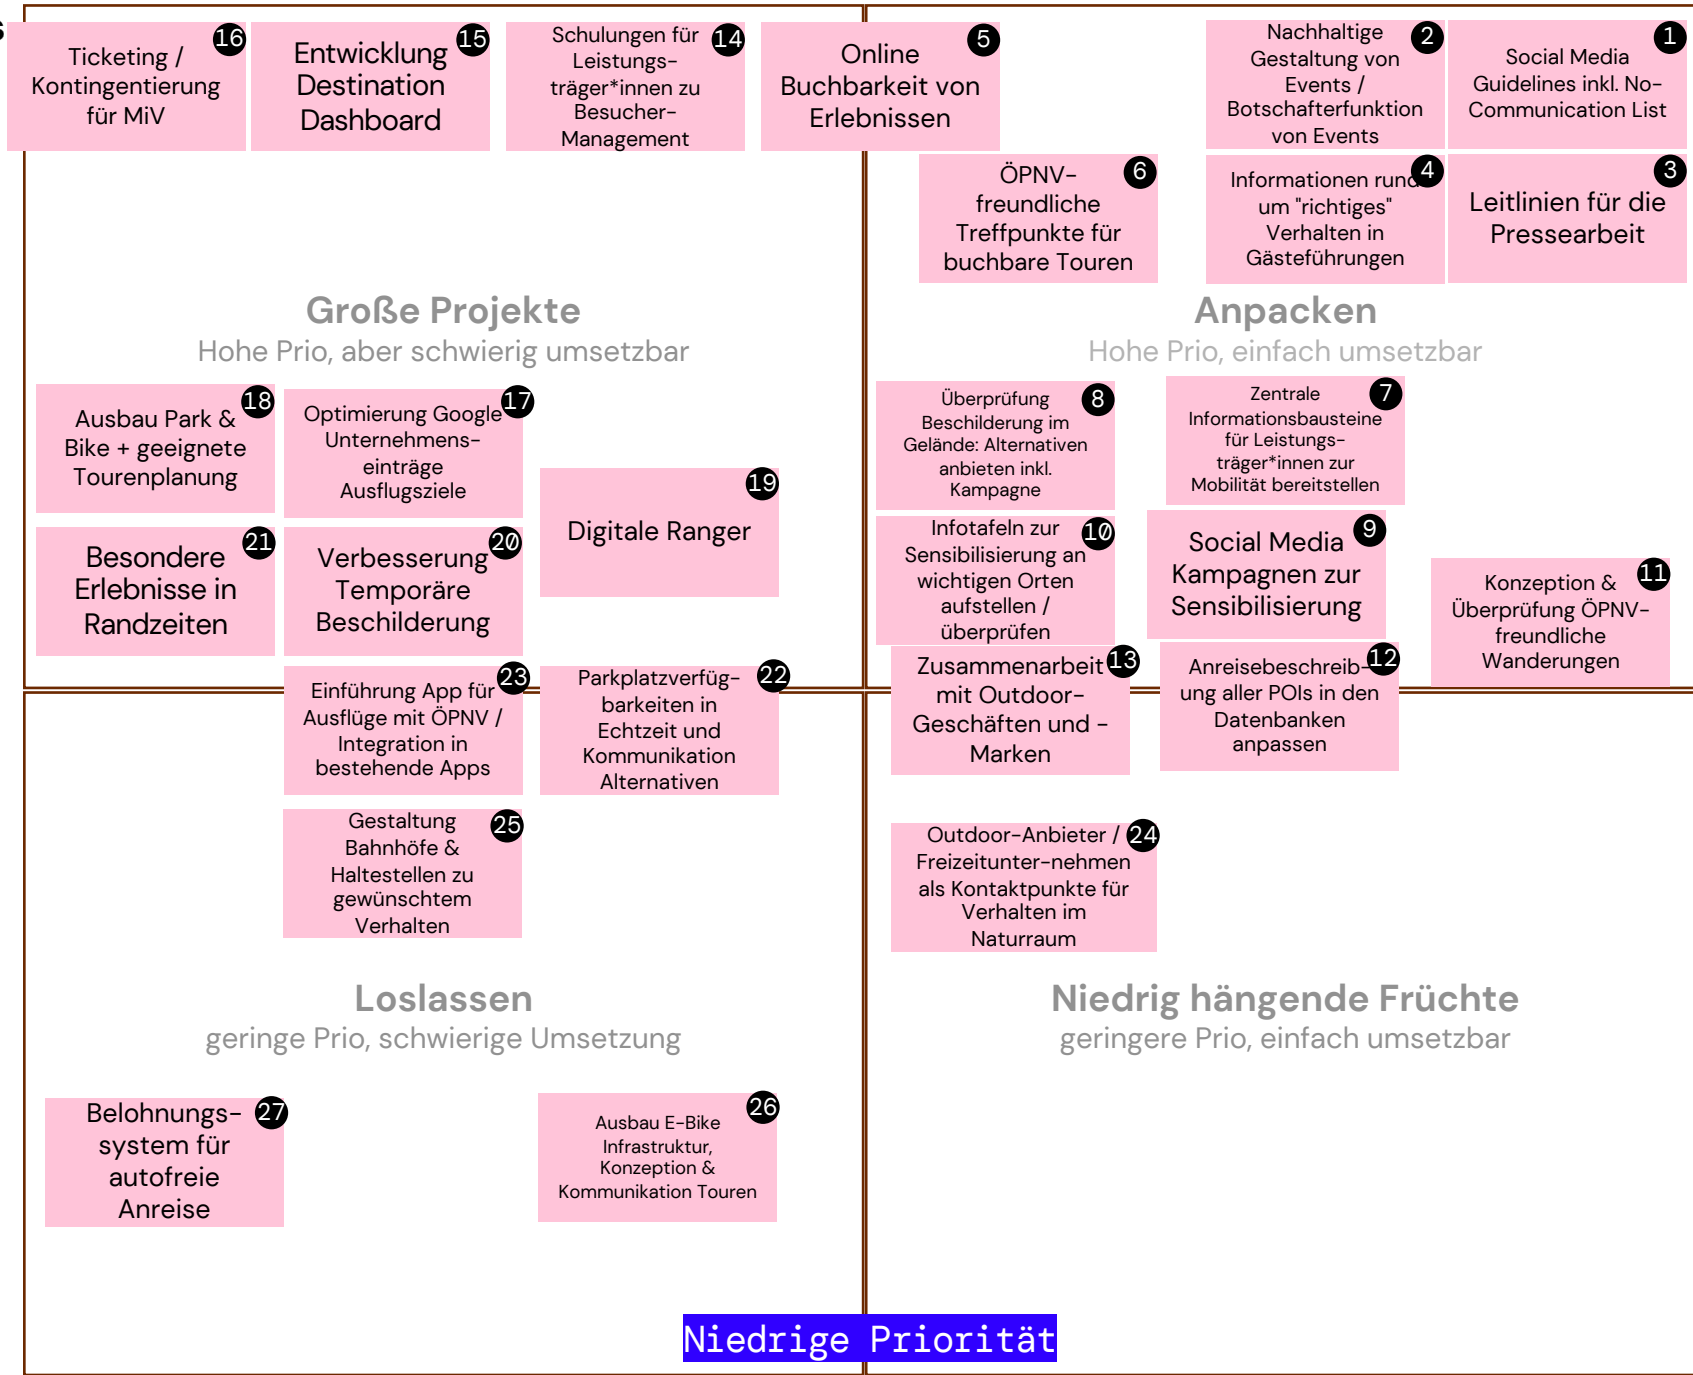 s
Ticketing /
Kontingentierung
für MiV
16
Entwicklung
Destination
Dashboard
15
Schulungen für
Leistungs-
träger*innen zu
Besucher-
Management
14
Online
Buchbarkeit von
Erlebnissen
5
Nachhaltige
Gestaltung von
Events /
Botschafterfunktion
von Events
2
Social Media
Guidelines inkl. No-
Communication List
1
ÖPNV-
freundliche
Treffpunkte für
buchbare Touren
6
Informationen rund
um "richtiges"
Verhalten in
Gästeführungen
4
Leitlinien für die
Pressearbeit
3
Große Projekte
Hohe Prio, aber schwierig umsetzbar
Anpacken
Hohe Prio, einfach umsetzbar
Ausbau Park &
Bike + geeignete
Tourenplanung
18
Optimierung Google
Unternehmens-
einträge
Ausflugsziele
17
Digitale Ranger
19
Besondere
Erlebnisse in
Randzeiten
21
Verbesserung
Temporäre
Beschilderung
20
Überprüfung
Beschilderung im
Gelände: Alternativen
anbieten inkl.
Kampagne
8
Zentrale
Informationsbausteine
für Leistungs-
träger*innen zur
Mobilität bereitstellen
7
Infotafeln zur
Sensibilisierung an
wichtigen Orten
aufstellen /
überprüfen
10
Social Media
Kampagnen zur
Sensibilisierung
9
Konzeption &
Überprüfung ÖPNV-
freundliche
Wanderungen
11
Einführung App für
Ausflüge mit ÖPNV /
Integration in
bestehende Apps
23
Parkplatzverfüg-
barkeiten in
Echtzeit und
Kommunikation
Alternativen
22
Zusammenarbeit
mit Outdoor-
Geschäften und -
Marken
13
Anreisebeschreib-
ung aller POIs in den
Datenbanken
anpassen
12
Gestaltung
Bahnhöfe &
Haltestellen zu
gewünschtem
Verhalten
25
Outdoor-Anbieter /
Freizeitunter-nehmen
als Kontaktpunkte für
Verhalten im
Naturraum
24
Loslassen
geringe Prio, schwierige Umsetzung
Niedrig hängende Früchte
geringere Prio, einfach umsetzbar
Belohnungs-
system für
autofreie
Anreise
27
Ausbau E-Bike
Infrastruktur,
Konzeption &
Kommunikation Touren
26
Niedrige Priorität